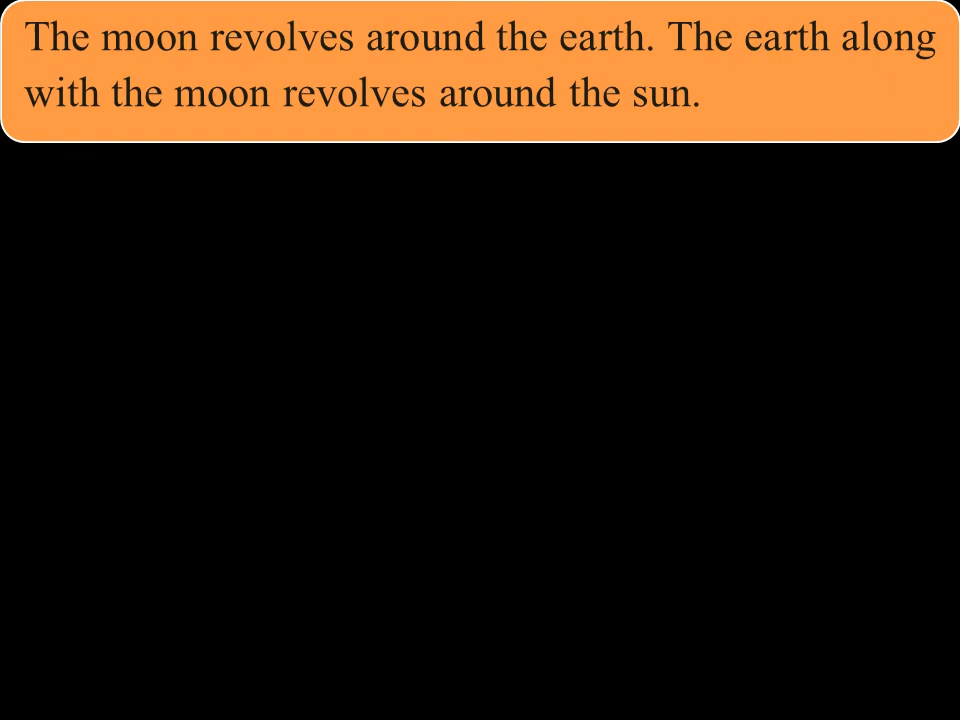 The moon revolves around the earth. The earth along
with the moon revolves around the sun.